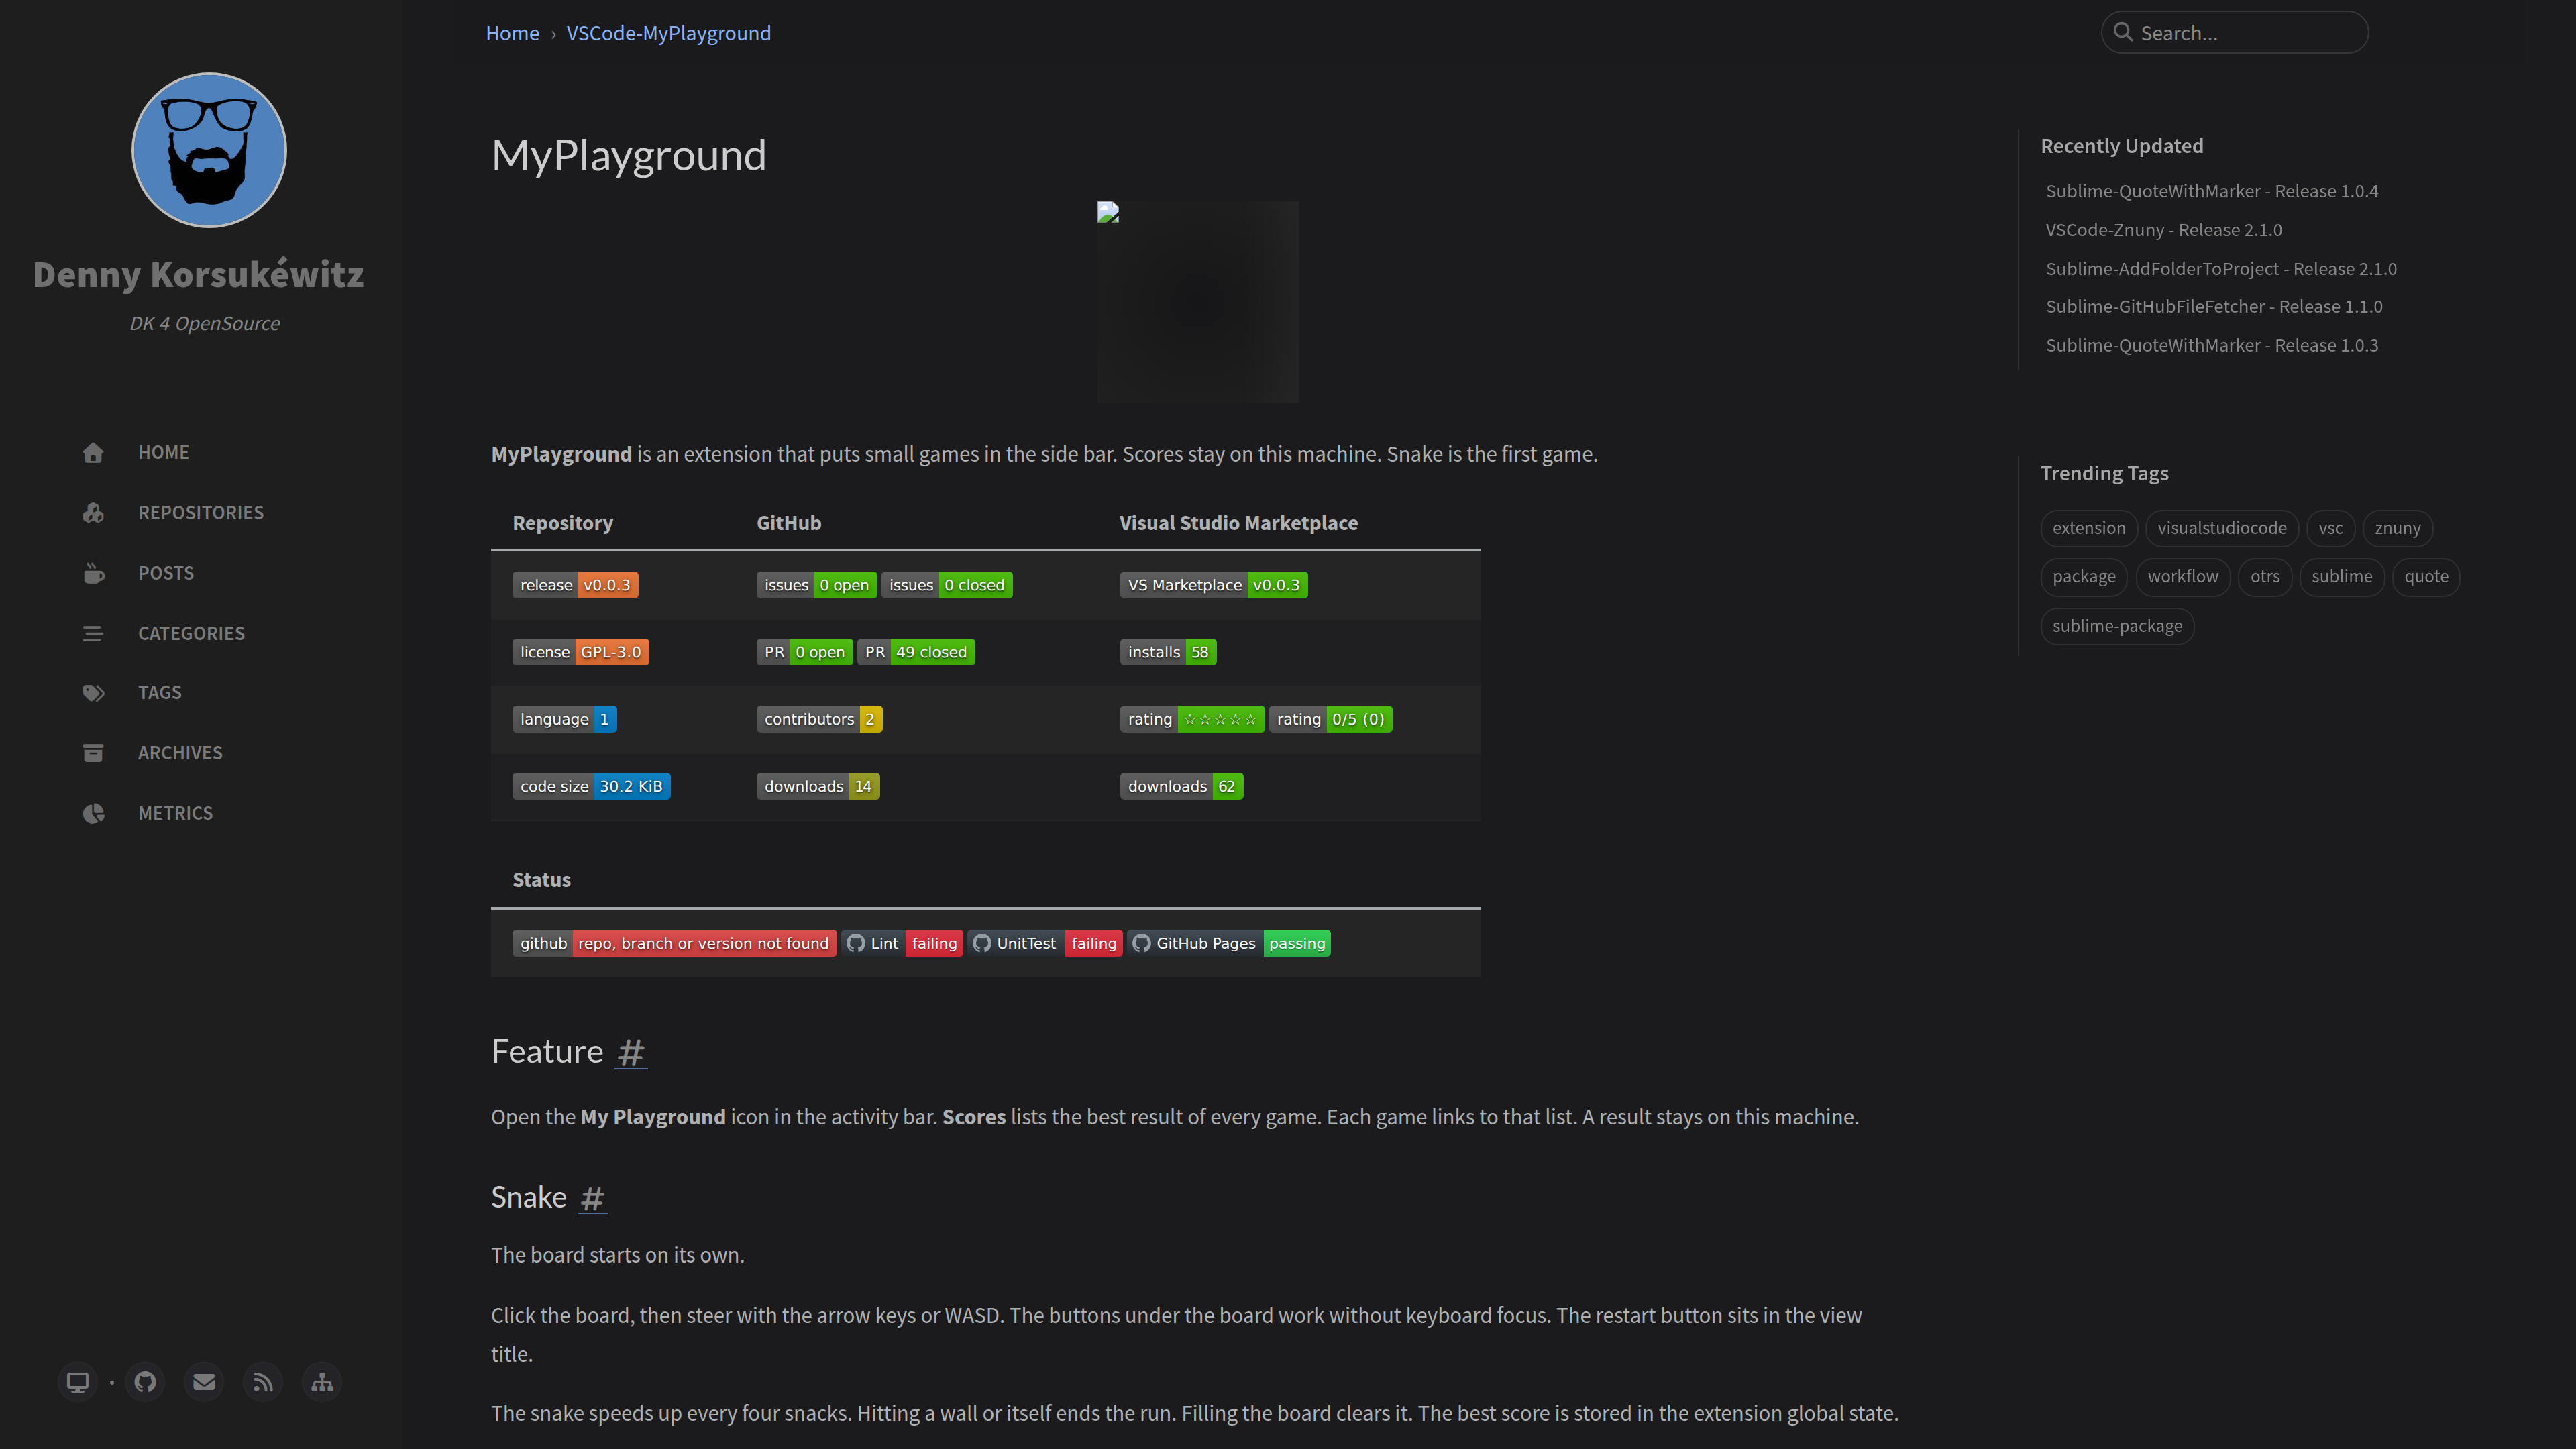 Denny Korsukéwitz
DK 4 OpenSource
HOME
REPOSITORIES
POSTS
CATEGORIES
TAGS
ARCHIVES
METRICS
Home › VSCode-MyPlayground
Search...
MyPlayground
MyPlayground is an extension that puts small games in the side bar. Scores stay on this machine. Snake is the first game.
Repository GitHub Visual Studio Marketplace
release v0.0.3 issues 0 open issues 0 closed VS Marketplace v0.0.3
license GPL-3.0 PR 0 open PR 49 closed installs 58
language 1 contributors 2 rating ☆☆☆☆☆ rating 0/5 (0)
code size 30.2 KiB downloads 14 downloads 62
Status
github repo, branch or version not found Lint failing UnitTest failing GitHub Pages passing
Feature #
Open the My Playground icon in the activity bar. Scores lists the best result of every game. Each game links to that list. A result stays on this machine.
Snake #
The board starts on its own.
Click the board, then steer with the arrow keys or WASD. The buttons under the board work without keyboard focus. The restart button sits in the view
title.
The snake speeds up every four snacks. Hitting a wall or itself ends the run. Filling the board clears it. The best score is stored in the extension global state.
Recently Updated
Sublime-QuoteWithMarker - Release 1.0.4
VSCode-Znuny - Release 2.1.0
Sublime-AddFolderToProject - Release 2.1.0
Sublime-GitHubFileFetcher - Release 1.1.0
Sublime-QuoteWithMarker - Release 1.0.3
Trending Tags
extension visualstudiocode vsc znuny
package workflow otrs sublime quote
sublime-package